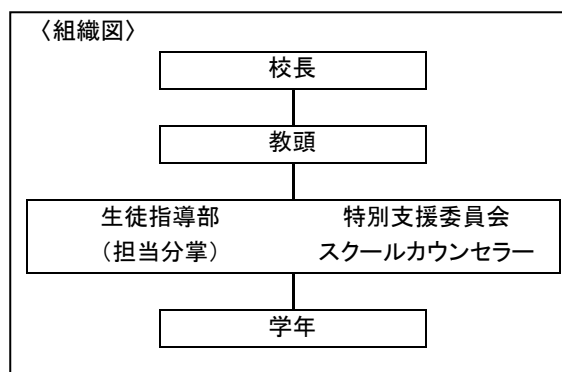 〈組織図〉
校長
教頭
生徒指導部 特別支援委員会
(担当分掌) スクールカウンセラー
学年